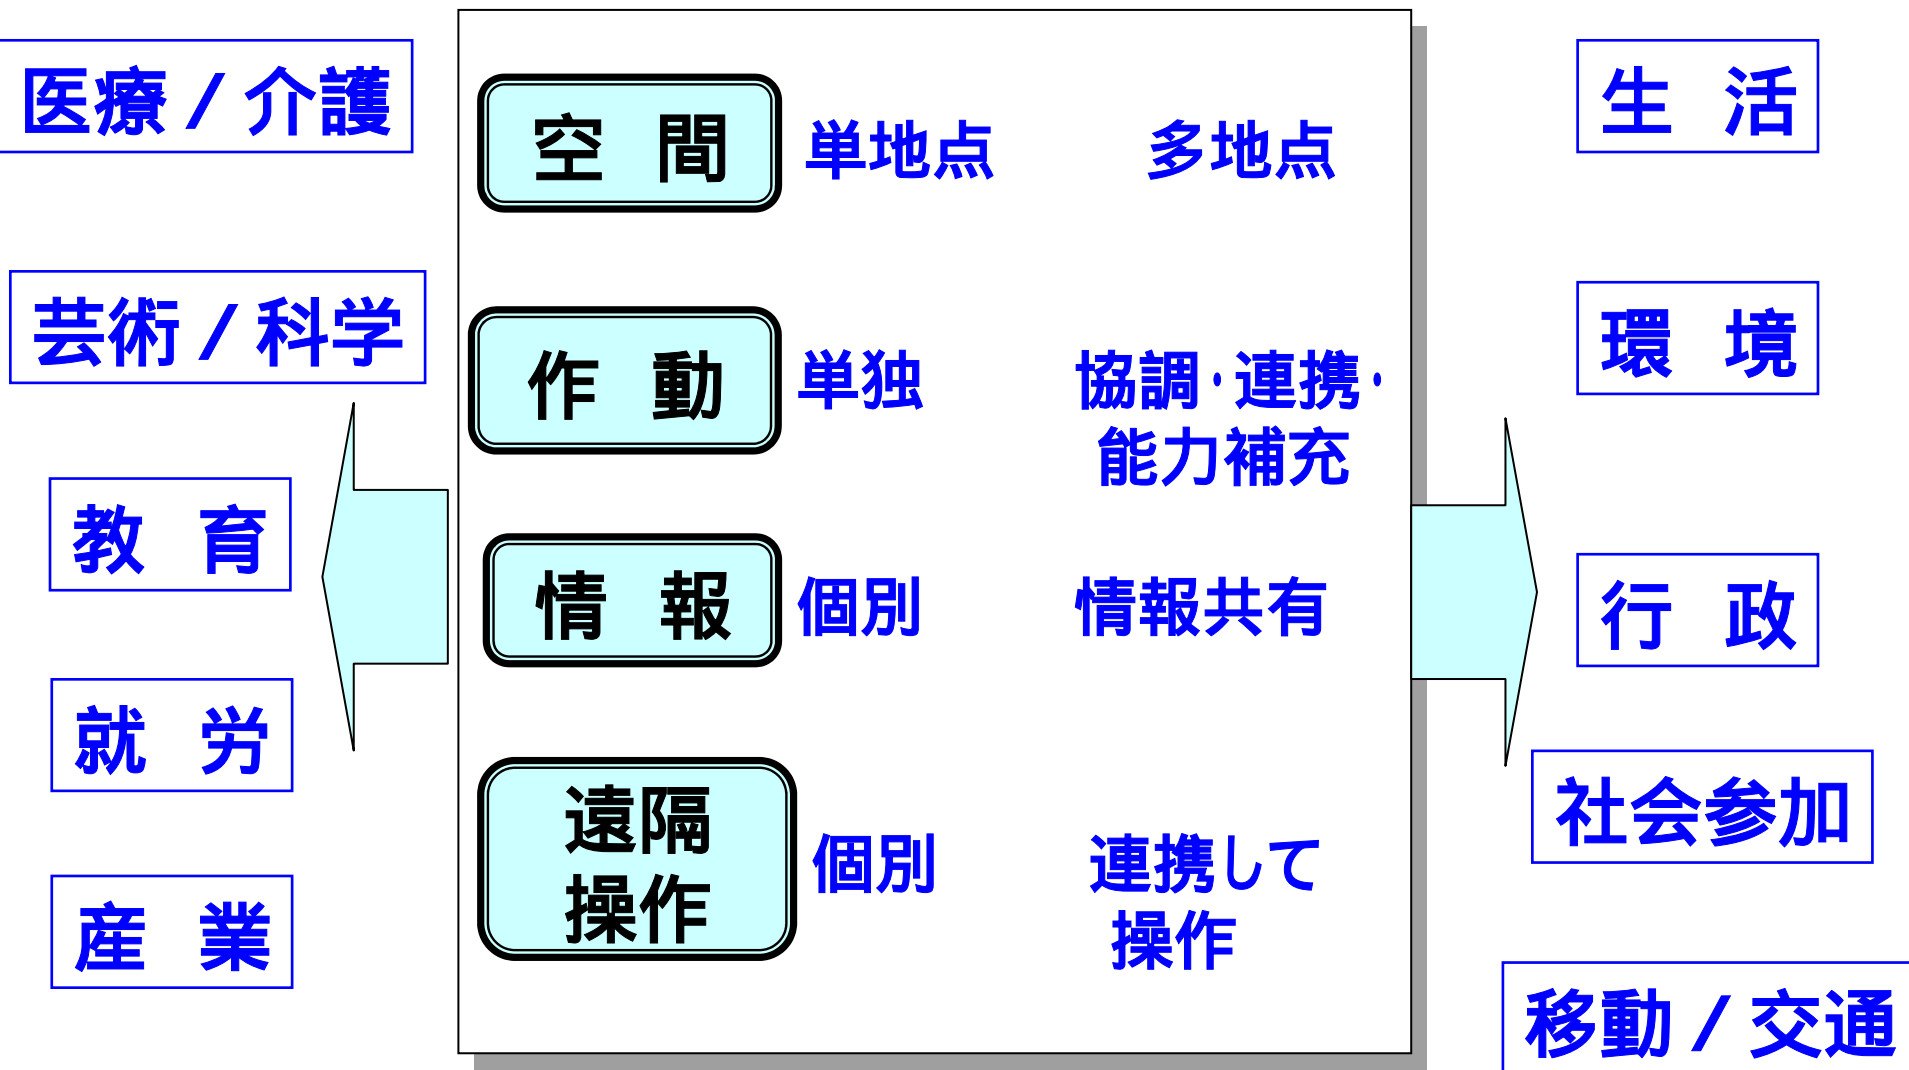 医療 / 介護
芸術 / 科学
教 育
就 労
産 業
空 間 単地点 多地点
作 動 単独 協調・連携・
能力補充
情 報 個別 情報共有
遠隔
操作
個別 連携して
操作
生 活
環 境
行 政
社会参加
移動 / 交通